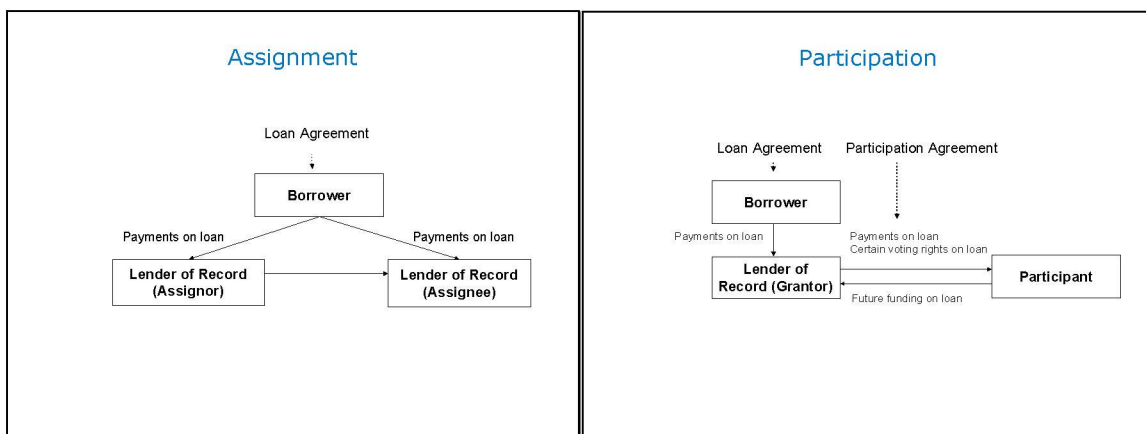 Assignment
Loan Agreement
Borrower
Payments on loan
Payments on loan
Lender of Record
(Assignor)
Lender of Record
(Assignee)
Participation
Loan Agreement
Participation Agreement
Borrower
Payments on loan
Payments on loan
Certain voting rights on loan
Lender of
Record (Grantor)
Participant
Future funding on loan